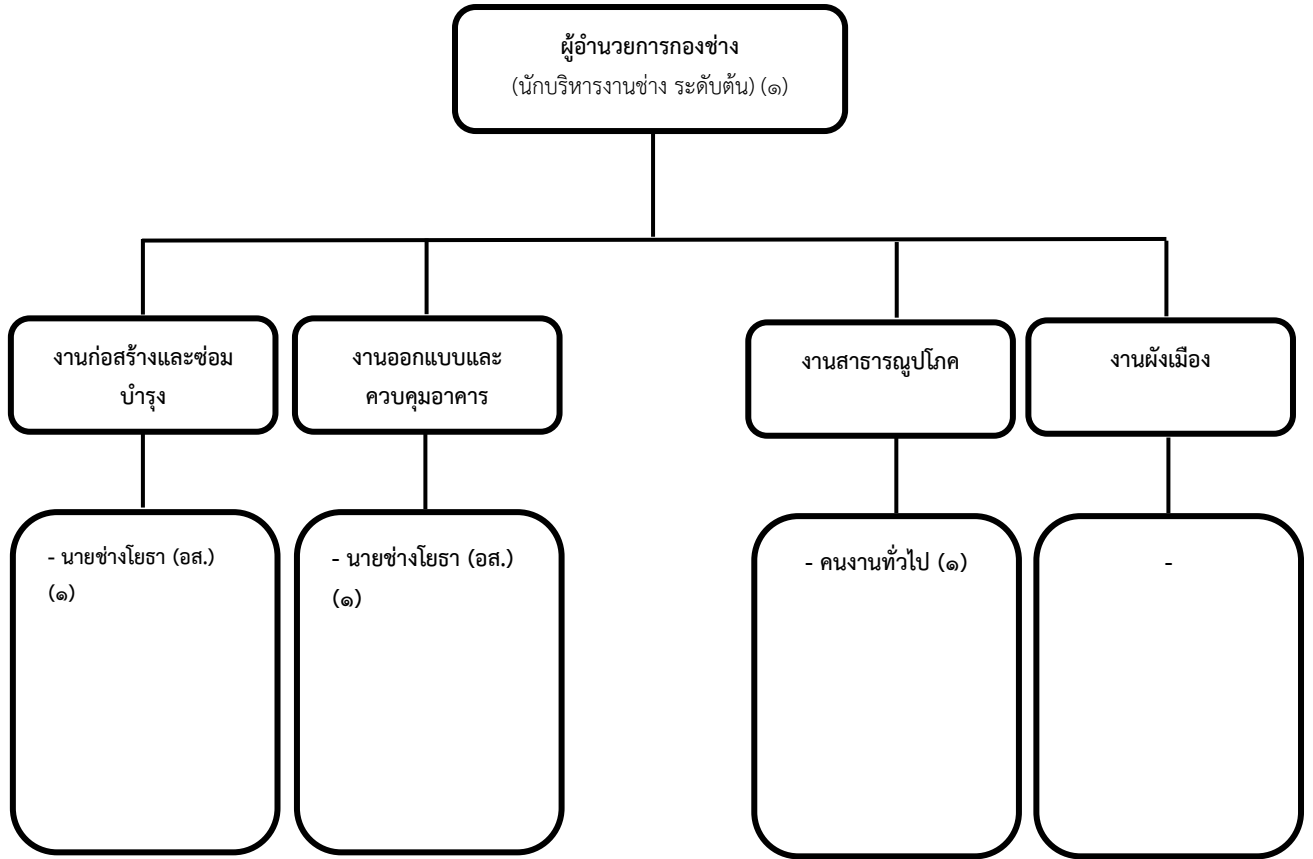 ผู้อำนวยการกองช่าง
(นักบริหารงานช่าง ระดับต้น) (๑)
งานก่อสร้างและซ่อม
บำรุง
งานออกแบบและ
ควบคุมอาคาร
งานสาธารณูปโภค
งานผังเมือง
- นายช่างโยธา (อส.)
(๑)
- นายช่างโยธา (อส.)
(๑)
- คนงานทั่วไป (๑)
-